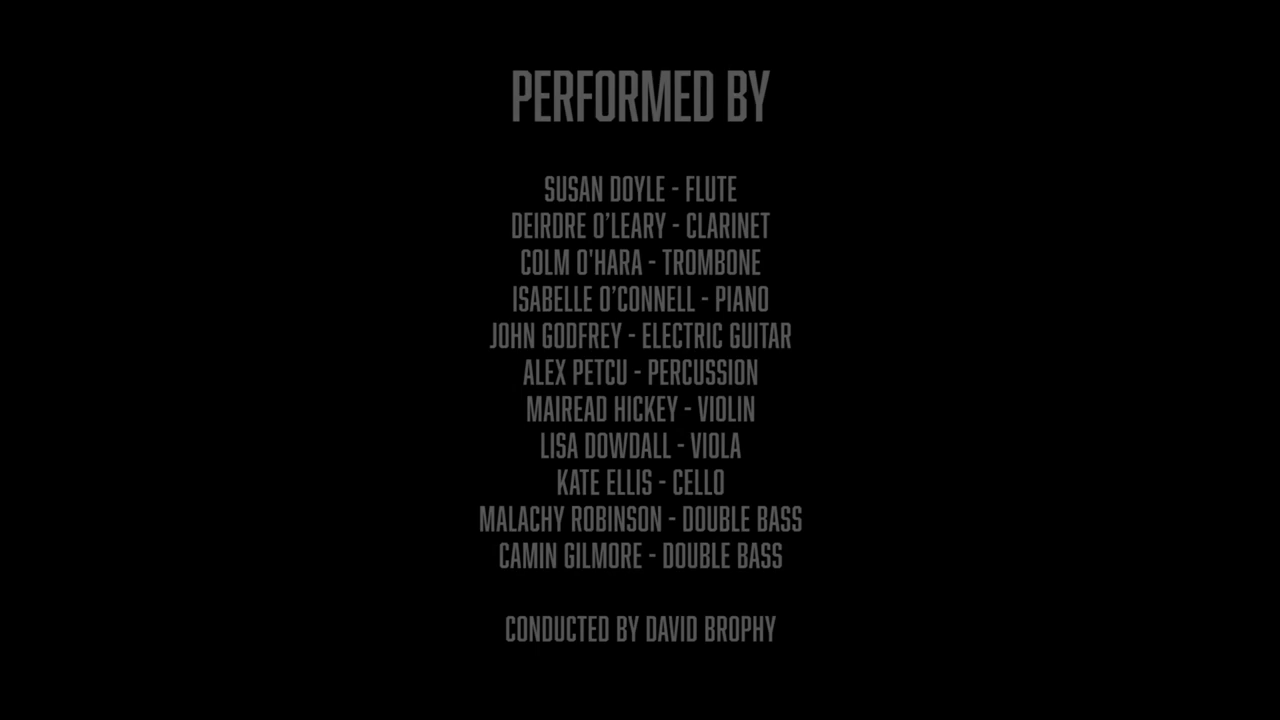 PERFORMED BY
SUSAN DOYLE - FLUTE
DEIRDRE O’LEARY - CLARINET
COLM O'HARA - TROMBONE
ISABELLE O’CONNELL - PIANO
JOHN GODFREY - ELECTRIC GUITAR
ALEX PETCU - PERCUSSION
MAIREAD HICKEY - VIOLIN
LISA DOWDALL - VIOLA
KATE ELLIS - CELLO
MALACHY ROBINSON - DOUBLE BASS
CAMIN GILMORE - DOUBLE BASS
CONDUCTED BY DAVID BROPHY